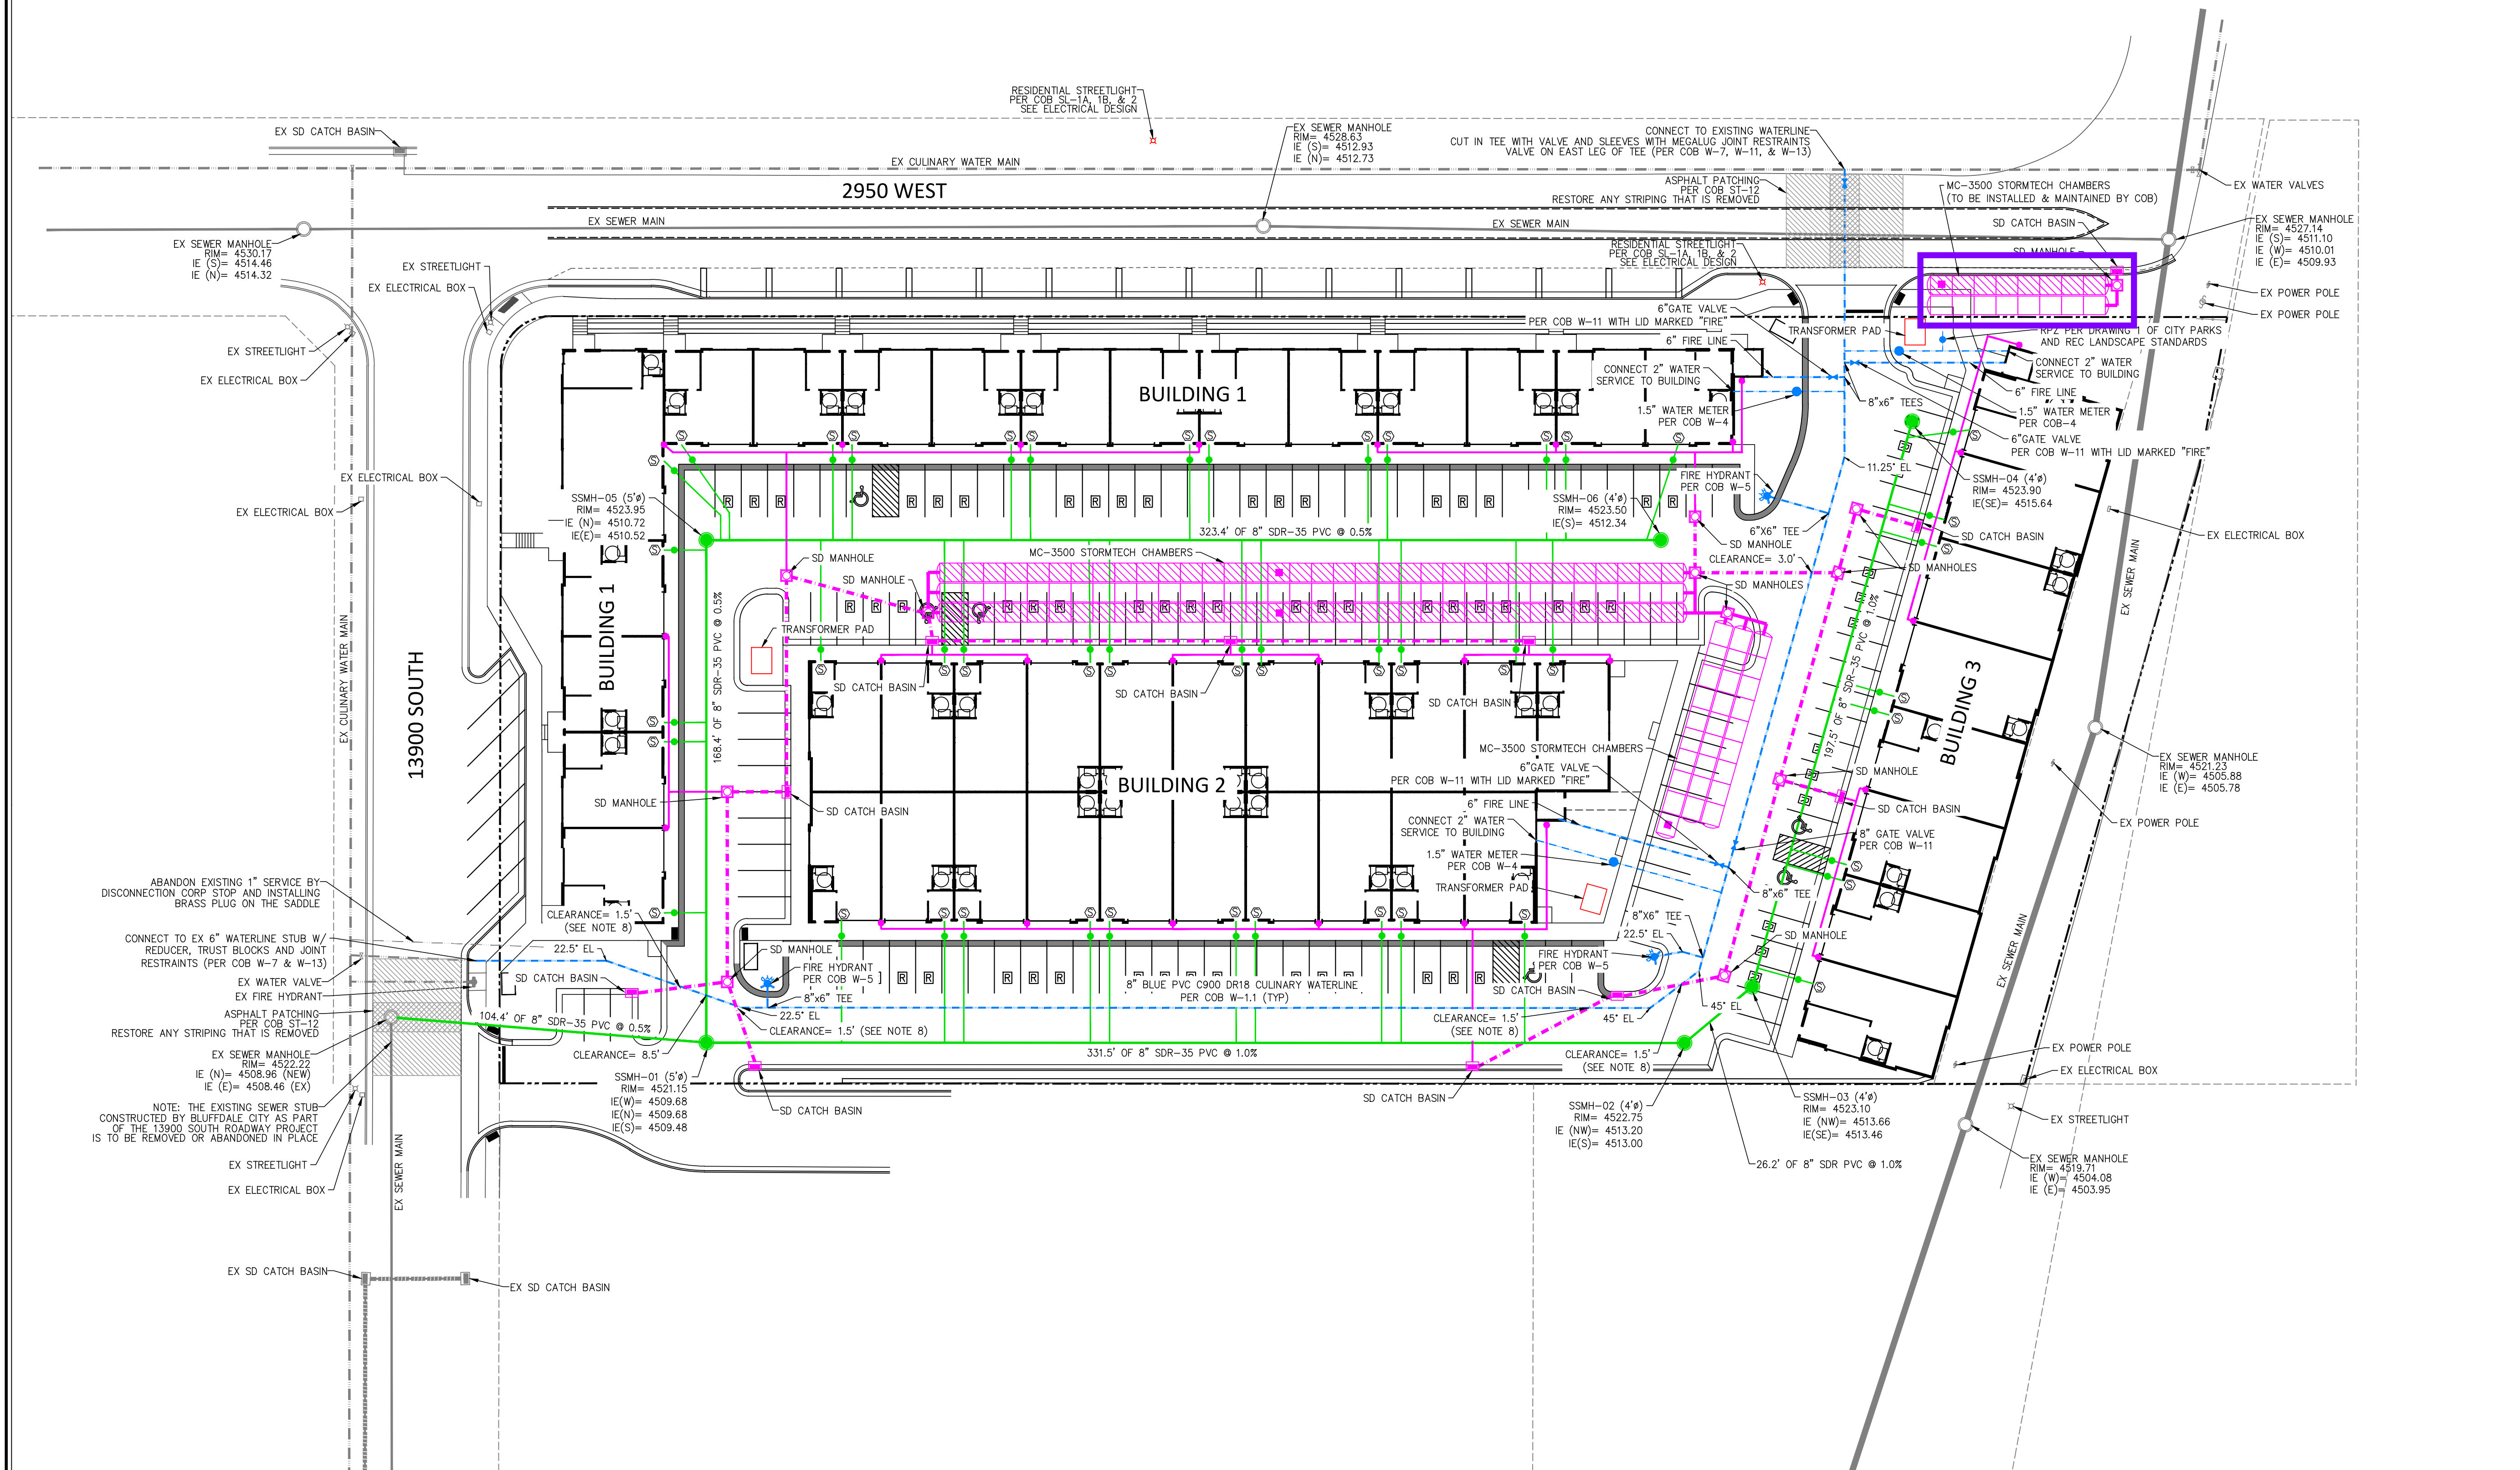 RESIDENTIAL STREETLIGHT
PER COB SL-1A, 1B, & 2
SEE ELECTRICAL DESIGN
EX SD CATCH BASIN
EX SEWER MANHOLE
RIM= 4528.63
IE (S)= 4512.93
IE (N)= 4512.73
CONNECT TO EXISTING WATERLINE
CUT IN TEE WITH VALVE AND SLEEVES WITH MEGALUG JOINT RESTRAINTS
VALVE ON EAST LEG OF TEE (PER COB W-7, W-11, & W-13)
EX CULINARY WATER MAIN
2950 WEST
ASPHALT PATCHING
PER COB ST-12
RESTORE ANY STRIPING THAT IS REMOVED
MC-3500 STORMTECH CHAMBERS
(TO BE INSTALLED & MAINTAINED BY COB)
EX WATER VALVES
SD CATCH BASIN
EX SEWER MAIN
EX SEWER MAIN
EX SEWER MANHOLE
RIM= 4527.14
IE (S)= 4511.10
IE (W)= 4510.01
IE (E)= 4509.93
EX SEWER MANHOLE
RIM= 4530.17
IE (S)= 4514.46
IE (N)= 4514.32
EX STREETLIGHT
EX ELECTRICAL BOX
RESIDENTIAL STREETLIGHT
PER COB SL-1A, 1B, & 2
SEE ELECTRICAL DESIGN
SD MANHOLE
EX POWER POLE
EX POWER POLE
EX STREETLIGHT
EX ELECTRICAL BOX
6"GATE VALVE
PER COB W-11 WITH LID MARKED "FIRE"
TRANSFORMER PAD
RPZ PER DRAWING 1 OF CITY PARKS
AND REC LANDSCAPE STANDARDS
6" FIRE LINE
CONNECT 2" WATER
SERVICE TO BUILDING
CONNECT 2" WATER
SERVICE TO BUILDING
BUILDING 1
6" FIRE LINE
8"x6" TEES
1.5" WATER METER
PER COB W-4
1.5" WATER METER
PER COB-4
6"GATE VALVE
PER COB W-11 WITH LID MARKED "FIRE"
11.25° EL
EX ELECTRICAL BOX
EX ELECTRICAL BOX
SSMH-05 (5'ø)
RIM= 4523.95
IE (N)= 4510.72
IE(E)= 4510.52
SSMH-06 (4'ø)
RIM= 4523.50
IE(S)= 4512.34
FIRE HYDRANT
PER COB W-5
SSMH-04 (4'ø)
RIM= 4523.90
IE(SE)= 4515.64
323.4' OF 8" SDR-35 PVC @ 0.5%
6"X6" TEE
SD CATCH BASIN
EX ELECTRICAL BOX
SD MANHOLE
MC-3500 STORMTECH CHAMBERS
SD MANHOLE
CLEARANCE= 3.0'
SD MANHOLES
SD MANHOLE
SD MANHOLES
EX SEWER MAIN
EX CULINARY WATER MAIN
13900 SOUTH
BUILDING 1
168.4' OF 8" SDR-35 PVC @ 0.5%
TRANSFORMER PAD
SD CATCH BASIN
SD CATCH BASIN
SD CATCH BASIN
197.5' OF 8" SDR-35 PVC @ 1.0%
BUILDING 3
MC-3500 STORMTECH CHAMBERS
6"GATE VALVE
PER COB W-11 WITH LID MARKED "FIRE"
BUILDING 2
SD MANHOLE
EX SEWER MANHOLE
RIM= 4521.23
IE (W)= 4505.88
IE (E)= 4505.78
SD MANHOLE
SD CATCH BASIN
6" FIRE LINE
CONNECT 2" WATER
SERVICE TO BUILDING
SD CATCH BASIN
EX POWER POLE
8" GATE VALVE
PER COB W-11
1.5" WATER METER
PER COB W-4
TRANSFORMER PAD
8"x6" TEE
ABANDON EXISTING 1" SERVICE BY
DISCONNECTION CORP STOP AND INSTALLING
BRASS PLUG ON THE SADDLE
CLEARANCE= 1.5'
(SEE NOTE 8)
8"X6" TEE
22.5° EL
SD MANHOLE
CONNECT TO EX 6" WATERLINE STUB W/
REDUCER, TRUST BLOCKS AND JOINT
RESTRAINTS (PER COB W-7 & W-13)
22.5° EL
SD MANHOLE
FIRE HYDRANT
PER COB W-5
FIRE HYDRANT
PER COB W-5
EX SEWER MAIN
EX WATER VALVE
EX FIRE HYDRANT
SD CATCH BASIN
8" BLUE PVC C900 DR18 CULINARY WATERLINE
PER COB W-1.1 (TYP)
SD CATCH BASIN
8"x6" TEE
22.5° EL
ASPHALT PATCHING
PER COB ST-12
RESTORE ANY STRIPING THAT IS REMOVED
104.4' OF 8" SDR-35 PVC @ 0.5%
CLEARANCE= 1.5' (SEE NOTE 8)
CLEARANCE= 1.5'
(SEE NOTE 8)
45° EL
45° EL
EX SEWER MANHOLE
RIM= 4522.22
IE (N)= 4508.96 (NEW)
IE (E)= 4508.46 (EX)
CLEARANCE= 8.5'
331.5' OF 8" SDR-35 PVC @ 1.0%
CLEARANCE= 1.5'
(SEE NOTE 8)
EX POWER POLE
EX ELECTRICAL BOX
SSMH-01 (5'ø)
RIM= 4521.15
IE(W)= 4509.68
IE(N)= 4509.68
IE(S)= 4509.48
SD CATCH BASIN
SD CATCH BASIN
SSMH-02 (4'ø)
RIM= 4522.75
IE (NW)= 4513.20
IE(S)= 4513.00
SSMH-03 (4'ø)
RIM= 4523.10
IE (NW)= 4513.66
IE(SE)= 4513.46
EX STREETLIGHT
NOTE: THE EXISTING SEWER STUB
CONSTRUCTED BY BLUFFDALE CITY AS PART
OF THE 13900 SOUTH ROADWAY PROJECT
IS TO BE REMOVED OR ABANDONED IN PLACE
26.2' OF 8" SDR PVC @ 1.0%
EX SEWER MANHOLE
RIM= 4519.71
IE (W)= 4504.08
IE (E)= 4503.95
EX STREETLIGHT
EX ELECTRICAL BOX
EX SEWER MAIN
EX SD CATCH BASIN
EX SD CATCH BASIN